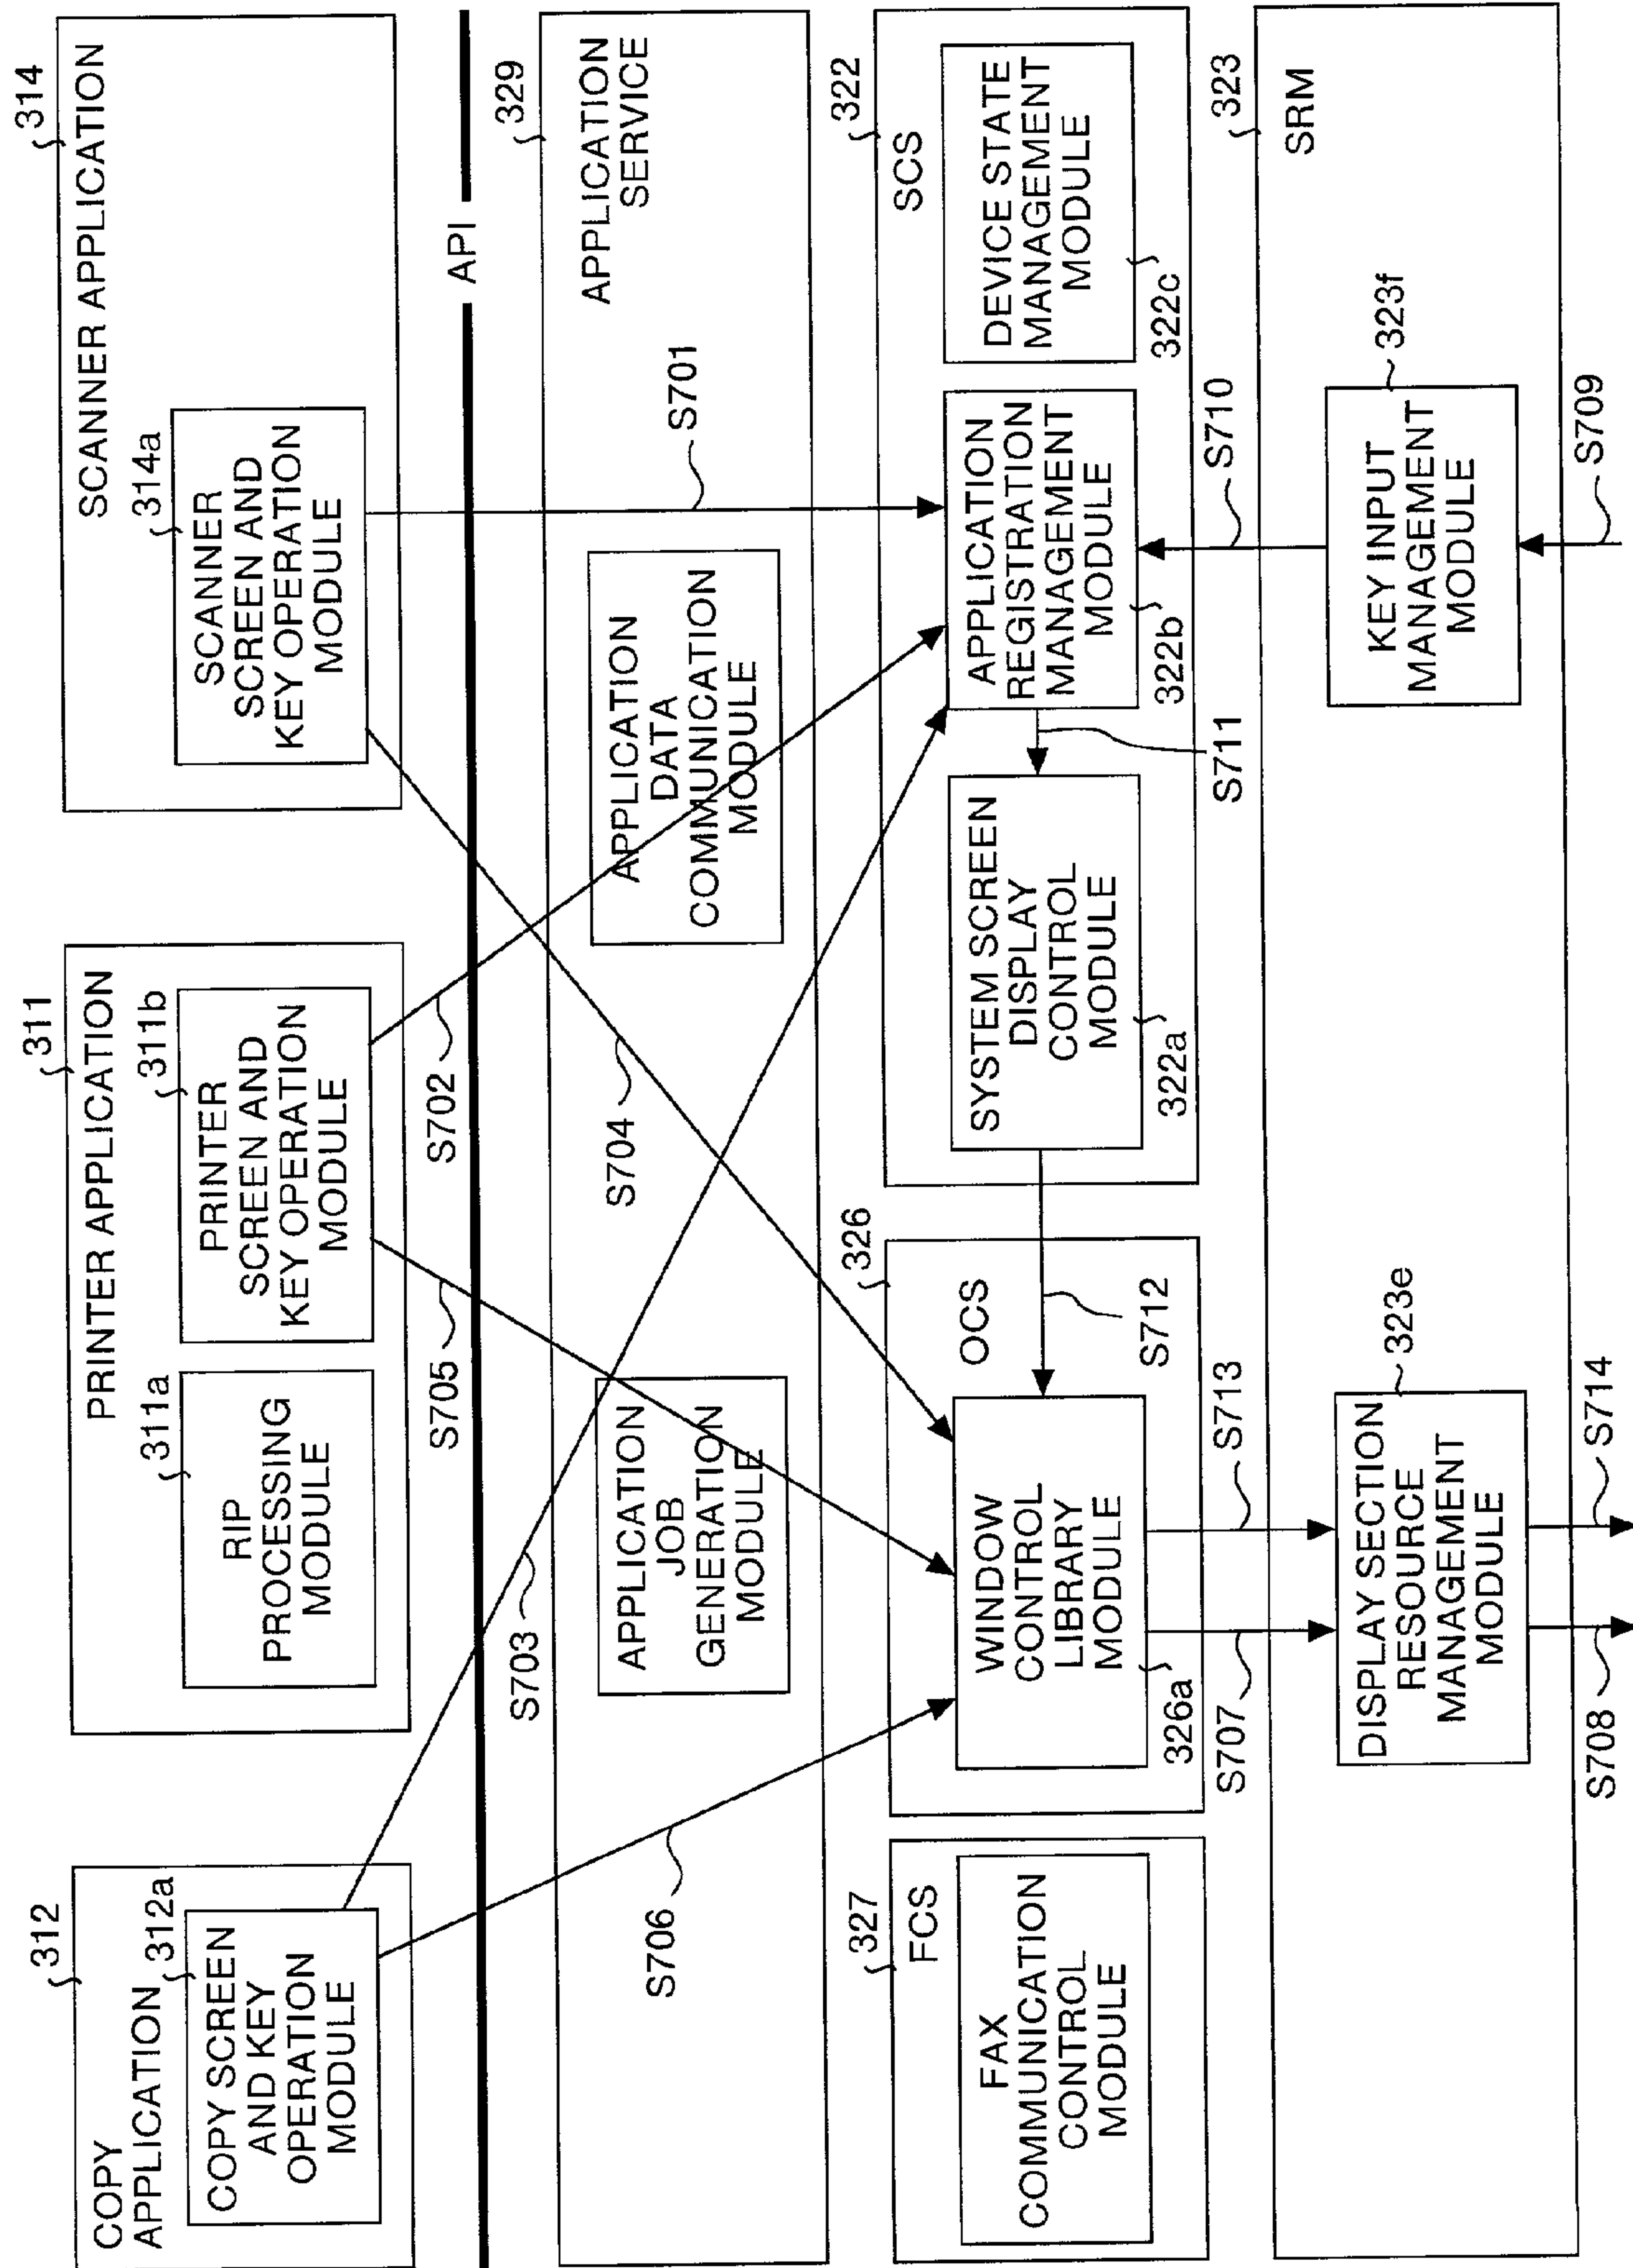 312
COPY
APPLICATION
312a
COPY SCREEN
AND KEY
OPERATION
MODULE
311
PRINTER APPLICATION
311a
RIP
PROCESSING
MODULE
311b
PRINTER
SCREEN AND
KEY OPERATION
MODULE
314
SCANNER APPLICATION
314a
SCANNER
SCREEN AND
KEY OPERATION
MODULE
S705
S702
API
S703
S706
S704
S701
329
APPLICATION
SERVICE
APPLICATION
JOB
GENERATION
MODULE
APPLICATION
DATA
COMMUNICATION
MODULE
327
FCS
FAX
COMMUNICATION
CONTROL
MODULE
326
OCS
WINDOW
CONTROL
LIBRARY
MODULE
326a
S712
322
SCS
SYSTEM SCREEN
DISPLAY
CONTROL
MODULE
322a
APPLICATION
REGISTRATION
MANAGEMENT
MODULE
322b
DEVICE STATE
MANAGEMENT
MODULE
322c
S707
S713
S711
S710
323
SRM
323e
DISPLAY SECTION
RESOURCE
MANAGEMENT
MODULE
323f
KEY INPUT
MANAGEMENT
MODULE
S708
S714
S709